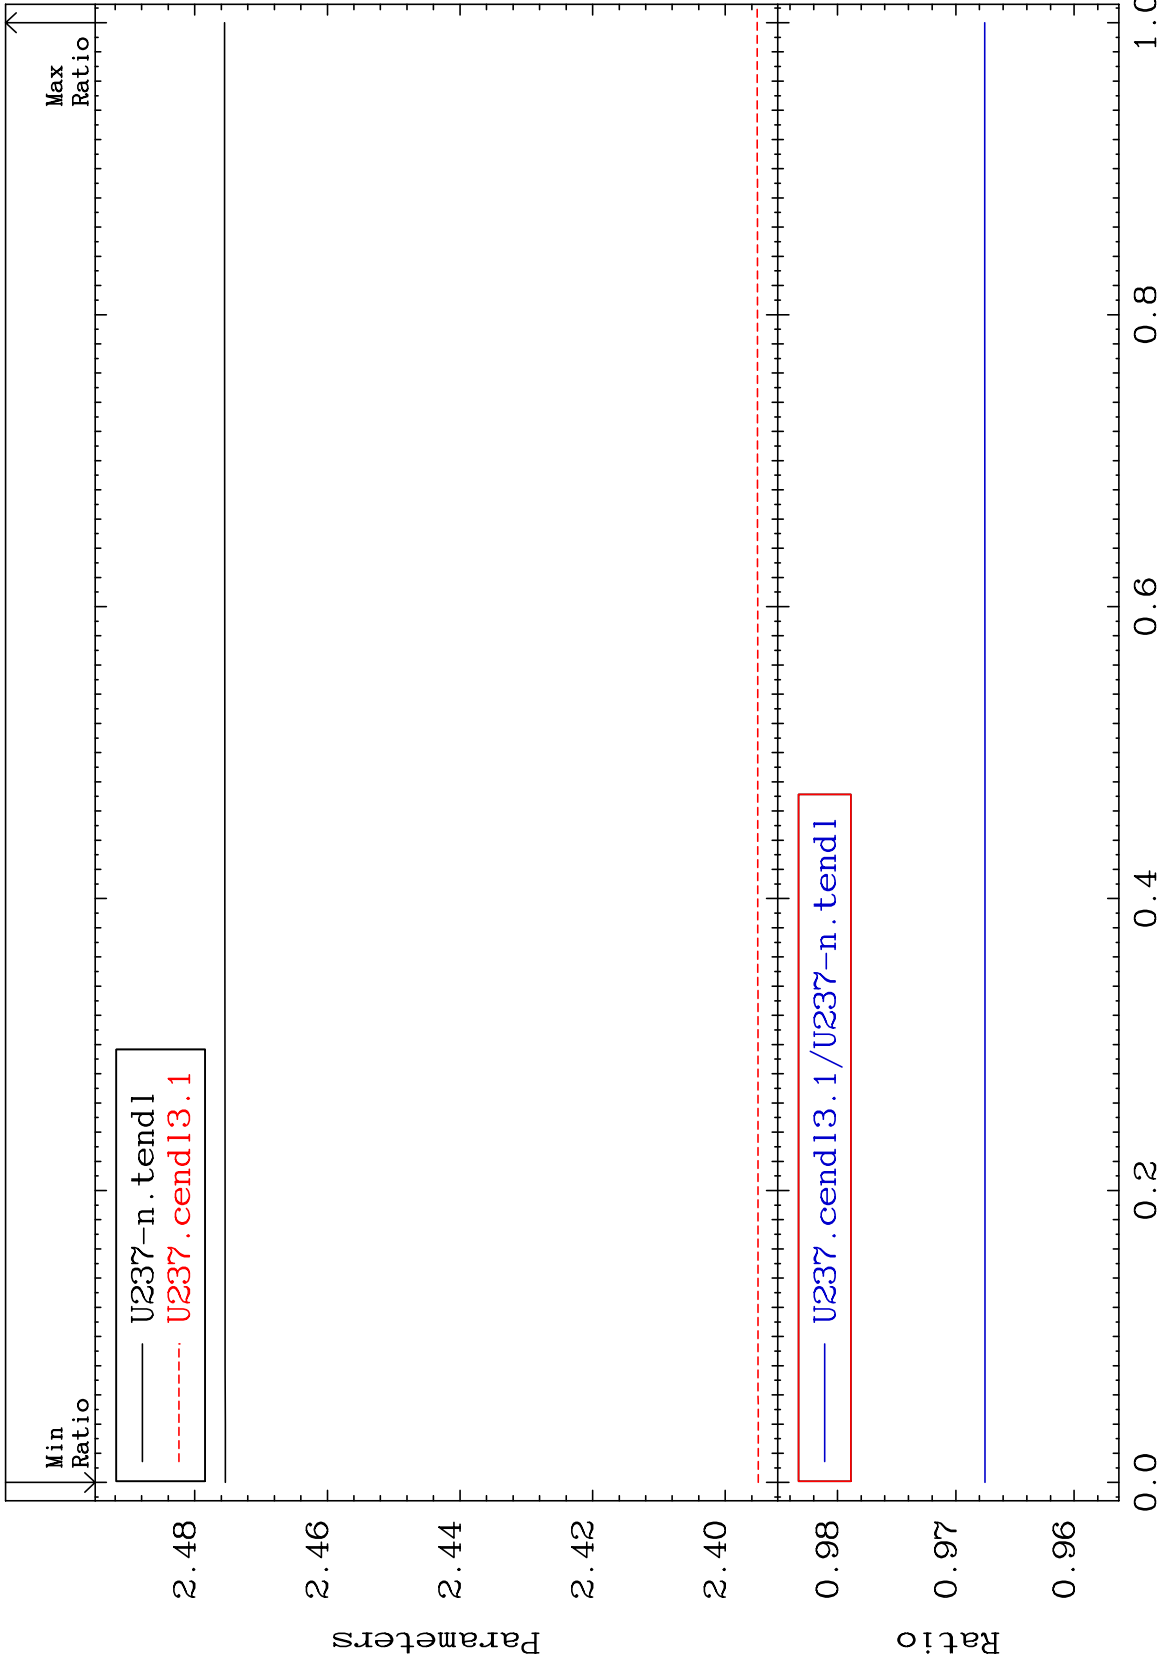 Min
Ratio
Max
Ratio
U237-n.tendl
U237.cendl3.1
2.48
2.46
2.44
2.42
2.40
Parameters
U237.cendl3.1/U237-n.tendl
0.98
0.97
0.96
Ratio
0.0
0.2
0.4
0.6
0.8
1.0